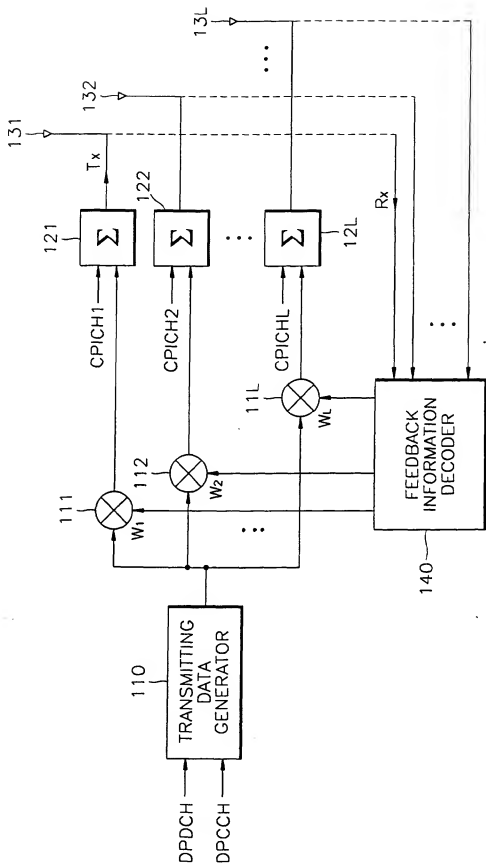 131
132
13L
Tx
...
121
Σ
122
Σ
...
Σ
12L
Rx
CPICH1
CPICH2
CPICHL
...
111
112
11L
W1
W2
WL
...
110
TRANSMITTING
DATA
GENERATOR
DPDCH
DPCCH
FEEDBACK
INFORMATION
DECODER
140